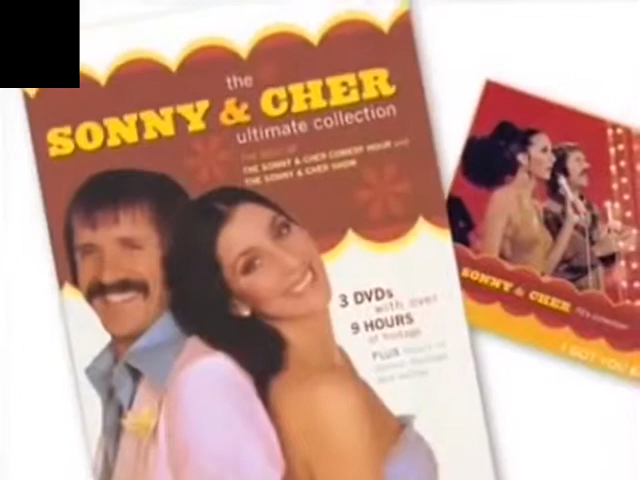 the
SONNY & CHER
ultimate collection
THE SONNY & CHER COMEDY HOUR and
THE SONNY & CHER SHOW
3 DVDs
with over
9 HOURS
of footage
PLUS
SONNY & CHER
I GOT YOU